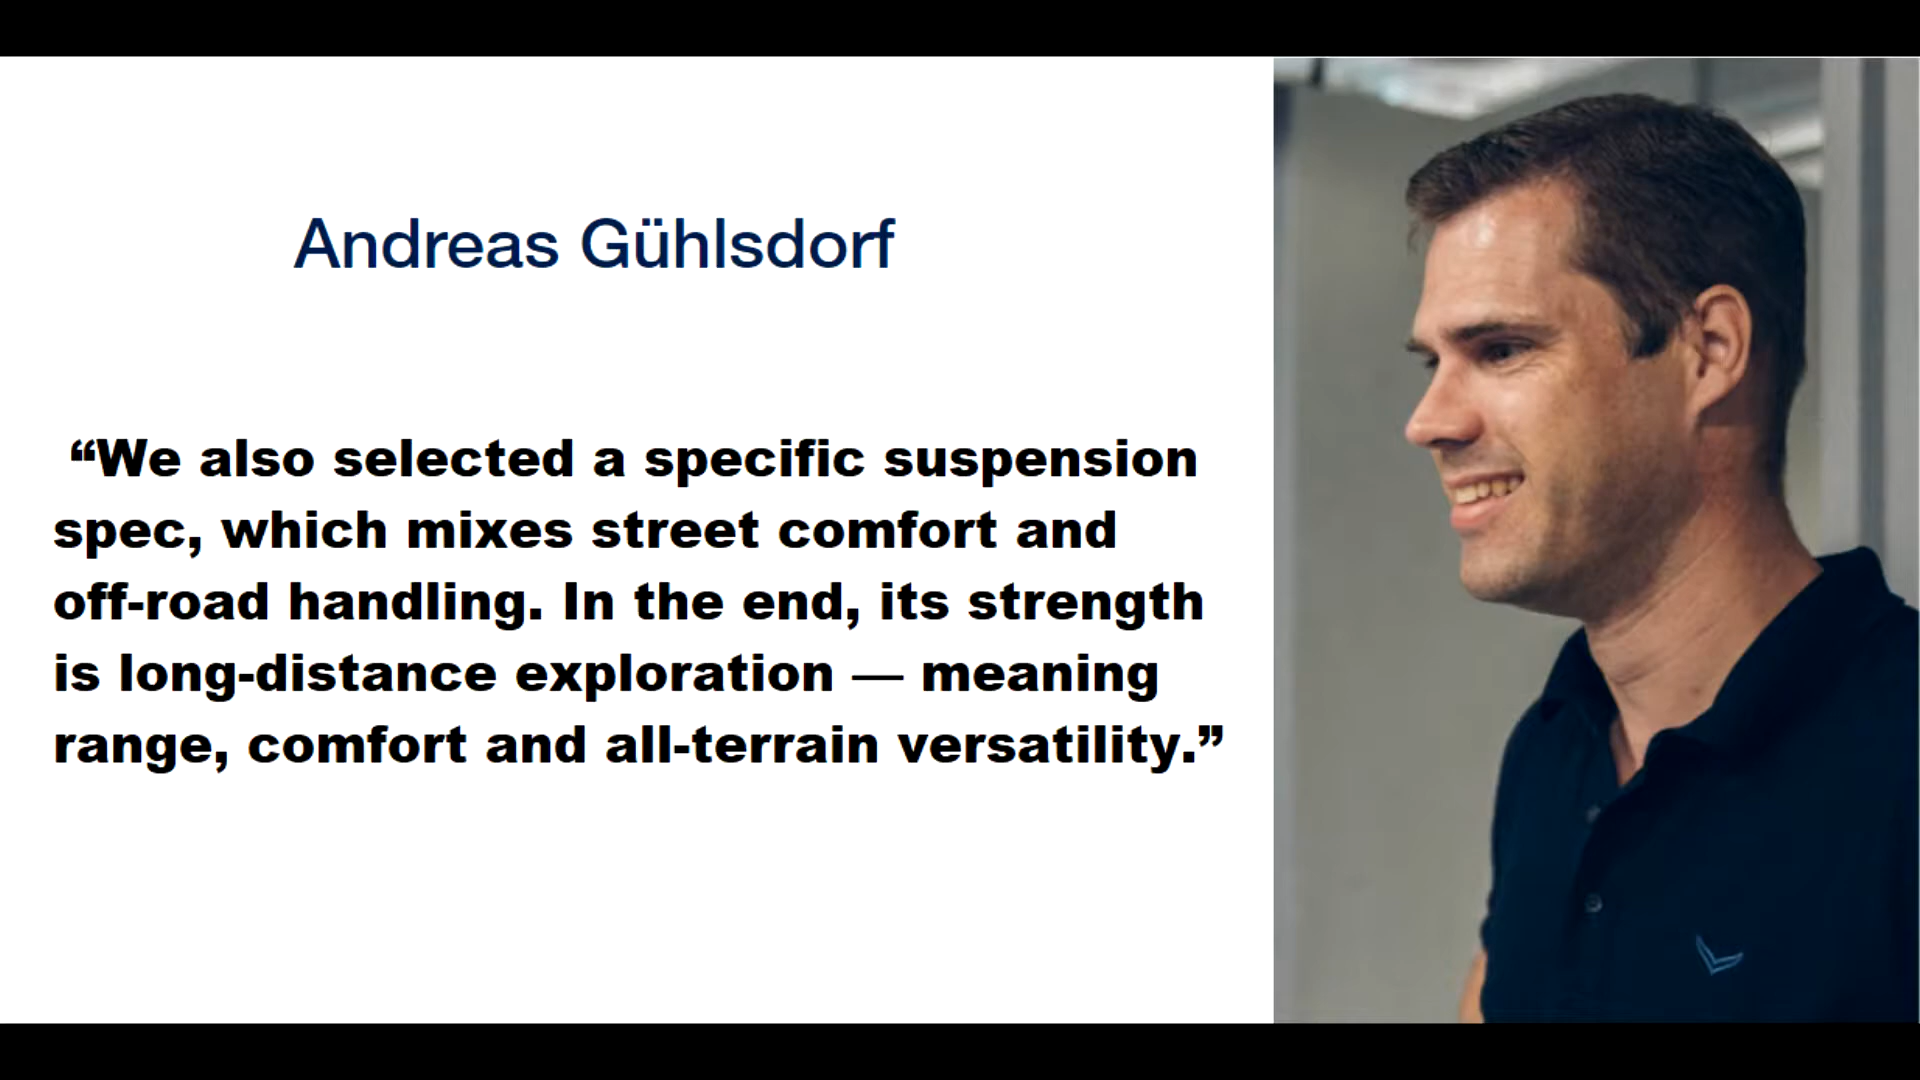 Andreas Gühlsdorf
“We also selected a specific suspension
spec, which mixes street comfort and
off-road handling. In the end, its strength
is long-distance exploration — meaning
range, comfort and all-terrain versatility.”